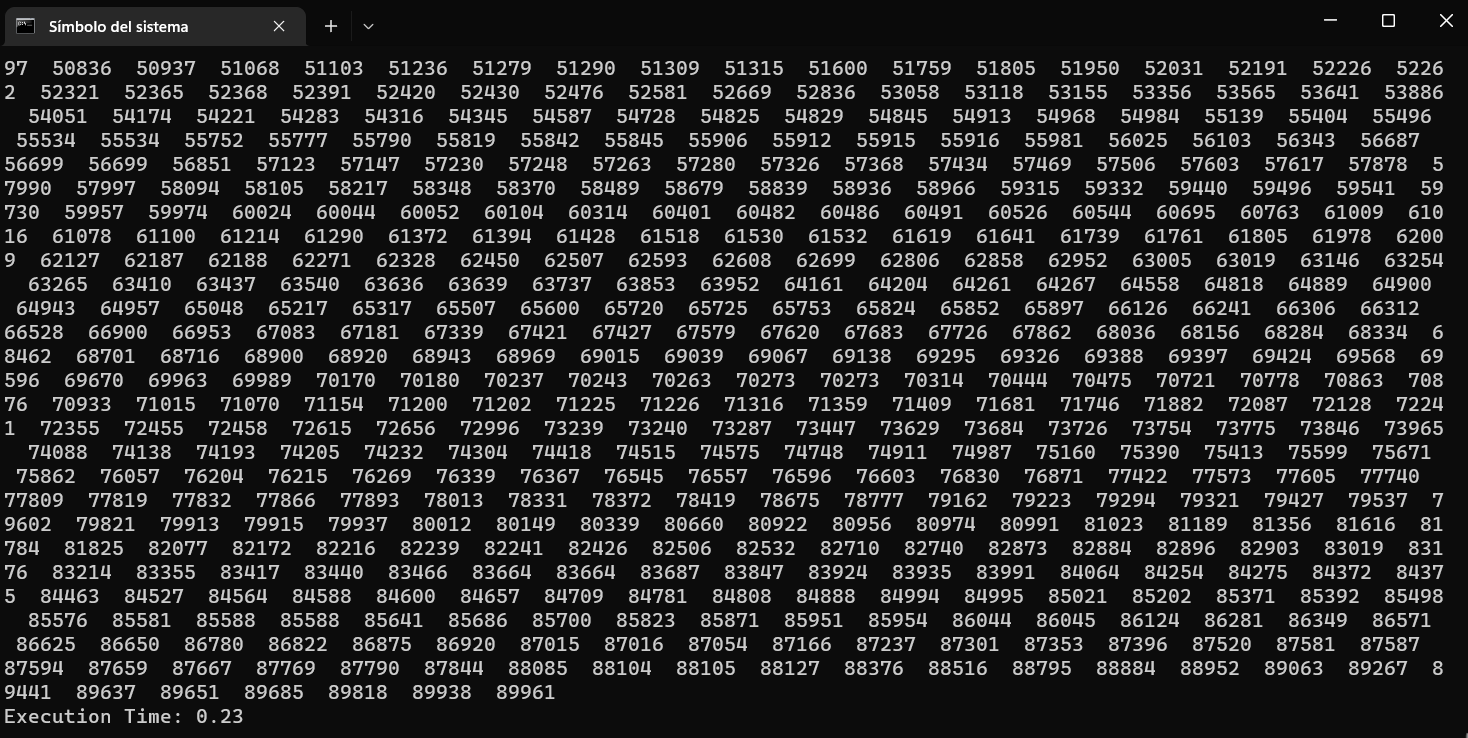 Símbolo del sistema
97 50836 50937 51068 51103 51236 51279 51290 51309 51315 51600 51759 51805 51950 52031 52191 52226 5226
2 52321 52365 52368 52391 52420 52430 52476 52581 52669 52836 53058 53118 53155 53356 53565 53641 53886
54051 54174 54221 54283 54316 54345 54587 54728 54825 54829 54845 54913 54968 54984 55139 55404 55496
55534 55534 55752 55777 55790 55819 55842 55845 55906 55912 55915 55916 55981 56025 56103 56343 56687
56699 56699 56851 57123 57147 57230 57248 57263 57280 57326 57368 57434 57469 57506 57603 57617 57878 5
7990 57997 58094 58105 58217 58348 58370 58489 58679 58839 58936 58966 59315 59332 59440 59496 59541 59
730 59957 59974 60024 60044 60052 60104 60314 60401 60482 60486 60491 60526 60544 60695 60763 61009 610
16 61078 61100 61214 61290 61372 61394 61428 61518 61530 61532 61619 61641 61739 61761 61805 61978 6200
9 62127 62187 62188 62271 62328 62450 62507 62593 62608 62699 62806 62858 62952 63005 63019 63146 63254
63265 63410 63437 63540 63636 63639 63737 63853 63952 64161 64204 64261 64267 64558 64818 64889 64900
64943 64957 65048 65217 65317 65507 65600 65720 65725 65753 65824 65852 65897 66126 66241 66306 66312
66528 66900 66953 67083 67181 67339 67421 67427 67579 67620 67683 67726 67862 68036 68156 68284 68334 6
8462 68701 68716 68900 68920 68943 68969 69015 69039 69067 69138 69295 69326 69388 69397 69424 69568 69
596 69670 69963 69989 70170 70180 70237 70243 70263 70273 70273 70314 70444 70475 70721 70778 70863 708
76 70933 71015 71070 71154 71200 71202 71225 71226 71316 71359 71409 71681 71746 71882 72087 72128 7224
1 72355 72455 72458 72615 72656 72996 73239 73240 73287 73447 73629 73684 73726 73754 73775 73846 73965
74088 74138 74193 74205 74232 74304 74418 74515 74575 74748 74911 74987 75160 75390 75413 75599 75671
75862 76057 76204 76215 76269 76339 76367 76545 76557 76596 76603 76830 76871 77422 77573 77605 77740
77809 77819 77832 77866 77893 78013 78331 78372 78419 78675 78777 79162 79223 79294 79321 79427 79537 7
9602 79821 79913 79915 79937 80012 80149 80339 80660 80922 80956 80974 80991 81023 81189 81356 81616 81
784 81825 82077 82172 82216 82239 82241 82426 82506 82532 82710 82740 82873 82884 82896 82903 83019 831
76 83214 83355 83417 83440 83466 83664 83664 83687 83847 83924 83935 83991 84064 84254 84275 84372 8437
5 84463 84527 84564 84588 84600 84657 84709 84781 84808 84888 84994 84995 85021 85202 85371 85392 85498
85576 85581 85588 85588 85641 85686 85700 85823 85871 85951 85954 86044 86045 86124 86281 86349 86571
86625 86650 86780 86822 86875 86920 87015 87016 87054 87166 87237 87301 87353 87396 87520 87581 87587
87594 87659 87667 87769 87790 87844 88085 88104 88105 88127 88376 88516 88795 88884 88952 89063 89267 8
9441 89637 89651 89685 89818 89938 89961
Execution Time: 0.23